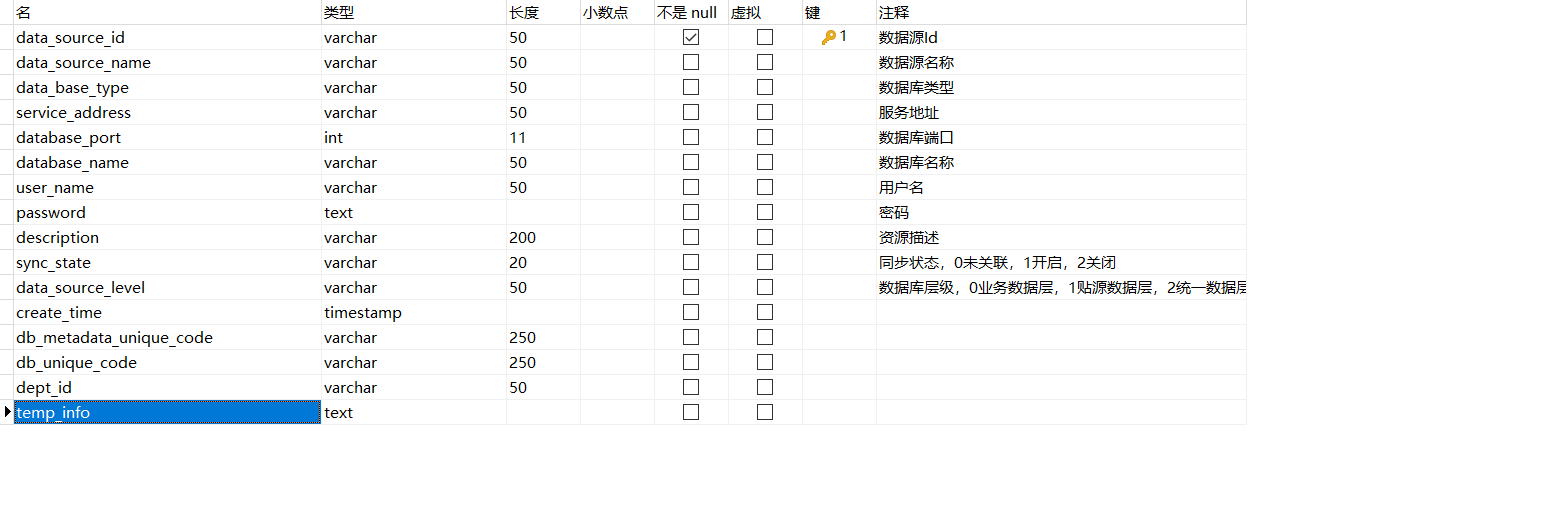 名 类型 长度 小数点 不是 null 虚拟 键 注释
data_source_id varchar 50 1 数据源Id
data_source_name varchar 50 数据源名称
data_base_type varchar 50 数据库类型
service_address varchar 50 服务地址
database_port int 11 数据库端口
database_name varchar 50 数据库名称
user_name varchar 50 用户名
password text 密码
description varchar 200 资源描述
sync_state varchar 20 同步状态，0未关联，1开启，2关闭
data_source_level varchar 50 数据库层级，0业务数据层，1贴源数据层，2统一数据层
create_time timestamp
db_metadata_unique_code varchar 250
db_unique_code varchar 250
dept_id varchar 50
temp_info text